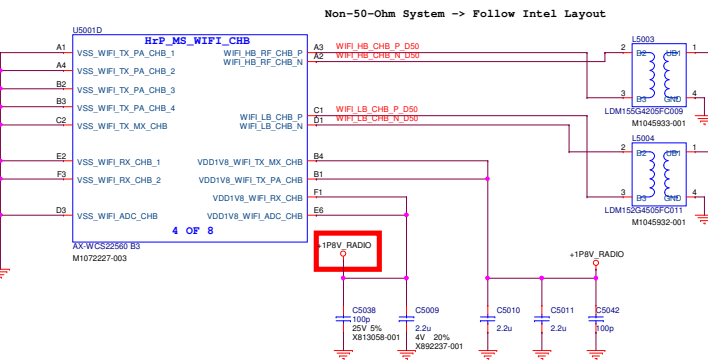 Non-50-Ohm System -> Follow Intel Layout
U5001D
HrP_MS_WIFI_CHB
A1 VSS_WIFI_TX_PA_CHB_1
A4 VSS_WIFI_TX_PA_CHB_2
B2 VSS_WIFI_TX_PA_CHB_3
B3 VSS_WIFI_TX_PA_CHB_4
C2 VSS_WIFI_TX_MX_CHB
E2 VSS_WIFI_RX_CHB_1
F3 VSS_WIFI_RX_CHB_2
D3 VSS_WIFI_ADC_CHB
WIFI_HB_RF_CHB_P A3 WIFI_HB_CHB_P_D50
WIFI_HB_RF_CHB_N A2 WIFI_HB_CHB_N_D50
WIFI_LB_CHB_P C1 WIFI_LB_CHB_P_D50
WIFI_LB_CHB_N D1 WIFI_LB_CHB_N_D50
VDD1V8_WIFI_TX_MX_CHB B4
VDD1V8_WIFI_TX_PA_CHB B1
VDD1V8_WIFI_RX_CHB F1
VDD1V8_WIFI_ADC_CHB E6
4 OF 8
AX-WCS22560 B3
M1072227-003
L5003
2 B2 UB1 1
3 B3 GND 4
LDM155G4205FC009
M1045933-001
L5004
2 B2 UB1 1
3 B3 GND 4
LDM152G4505FC011
M1045932-001
+1P8V_RADIO
+1P8V_RADIO
C5038
100p
25V 5%
X813058-001
C5009
2.2u
4V 20%
X892237-001
C5010
2.2u
C5011
2.2u
C5042
100p